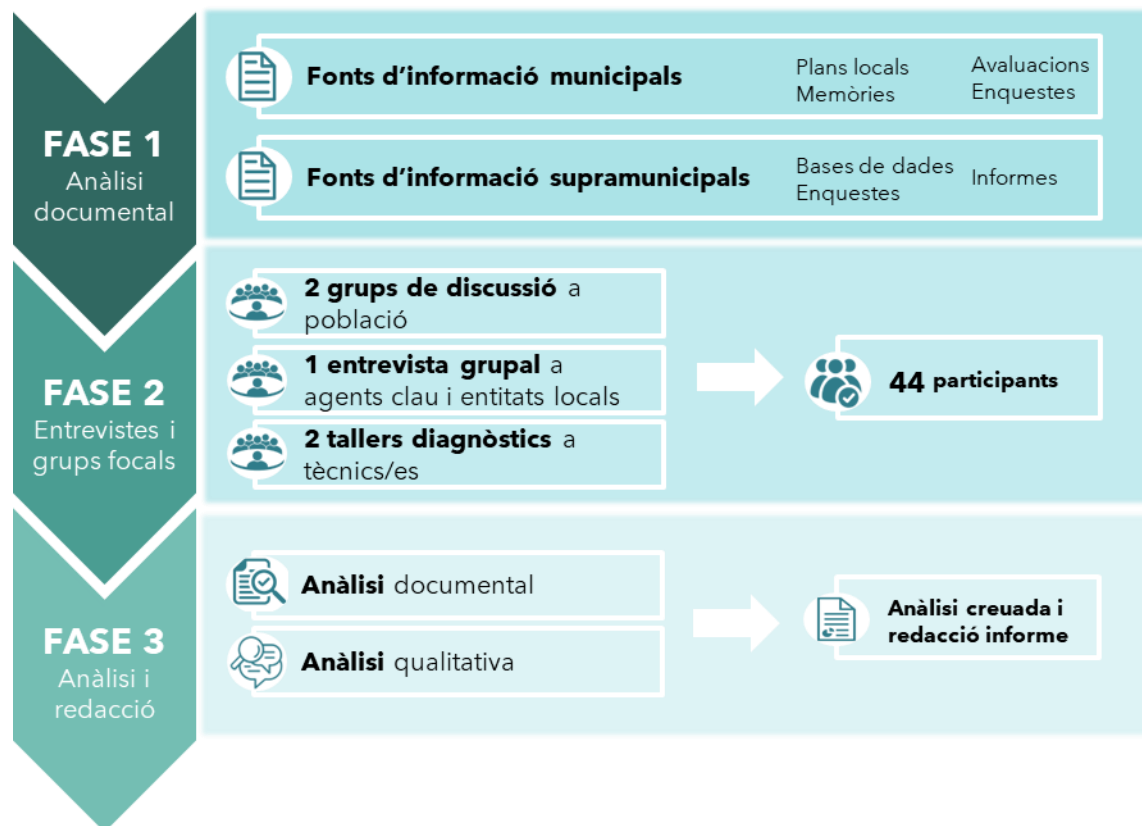 FASE 1
Anàlisi
documental
Fonts d’informació municipals
Plans locals
Memòries
Avaluacions
Enquestes
Fonts d’informació supramunicipals
Bases de dades
Enquestes
Informes
FASE 2
Entrevistes i
grups focals
2 grups de discussió a
població
1 entrevista grupal a
agents clau i entitats locals
2 tallers diagnòstics a
tècnics/es
44 participants
FASE 3
Anàlisi i
redacció
Anàlisi documental
Anàlisi qualitativa
Anàlisi creuada i
redacció informe